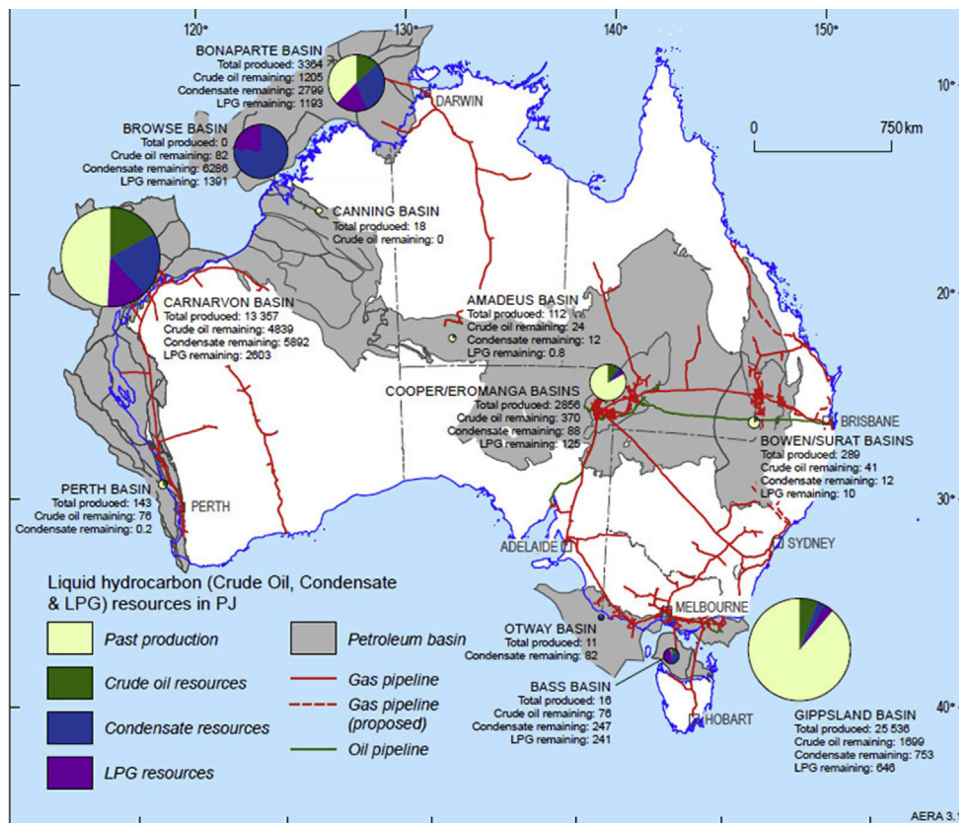 120°
130°
140°
150°
BONAPARTE BASIN
Total produced: 3364
Crude oil remaining: 1205
Condensate remaining: 2799
LPG remaining: 1193
10°
10°
DARWIN
BROWSE BASIN
Total produced: 0
Crude oil remaining: 82
Condensate remaining: 6286
LPG remaining: 1391
0
750 km
CANNING BASIN
Total produced: 18
Crude oil remaining: 0
CARNARVON BASIN
Total produced: 13 357
Crude oil remaining: 4839
Condensate remaining: 5892
LPG remaining: 2603
20°
20°
AMADEUS BASIN
Total produced: 112
Crude oil remaining: 24
Condensate remaining: 12
LPG remaining: 0.8
COOPER/EROMANGA BASINS
Total produced: 2856
Crude oil remaining: 370
Condensate remaining: 88
LPG remaining: 125
BRISBANE
BOWEN/SURAT BASINS
Total produced: 289
Crude oil remaining: 41
Condensate remaining: 12
LPG remaining: 10
PERTH BASIN
Total produced: 143
Crude oil remaining: 76
Condensate remaining: 0.2
PERTH
30°
30°
ADELAIDE
SYDNEY
MELBOURNE
OTWAY BASIN
Total produced: 11
Condensate remaining: 82
BASS BASIN
Total produced: 16
Crude oil remaining: 76
Condensate remaining: 247
LPG remaining: 241
HOBART
40°
40°
GIPPSLAND BASIN
Total produced: 25 536
Crude oil remaining: 1699
Condensate remaining: 753
LPG remaining: 646
Liquid hydrocarbon (Crude Oil, Condensate
& LPG) resources in PJ
Past production
Crude oil resources
Condensate resources
LPG resources
Petroleum basin
Gas pipeline
Gas pipeline
(proposed)
Oil pipeline
AERA 3.1